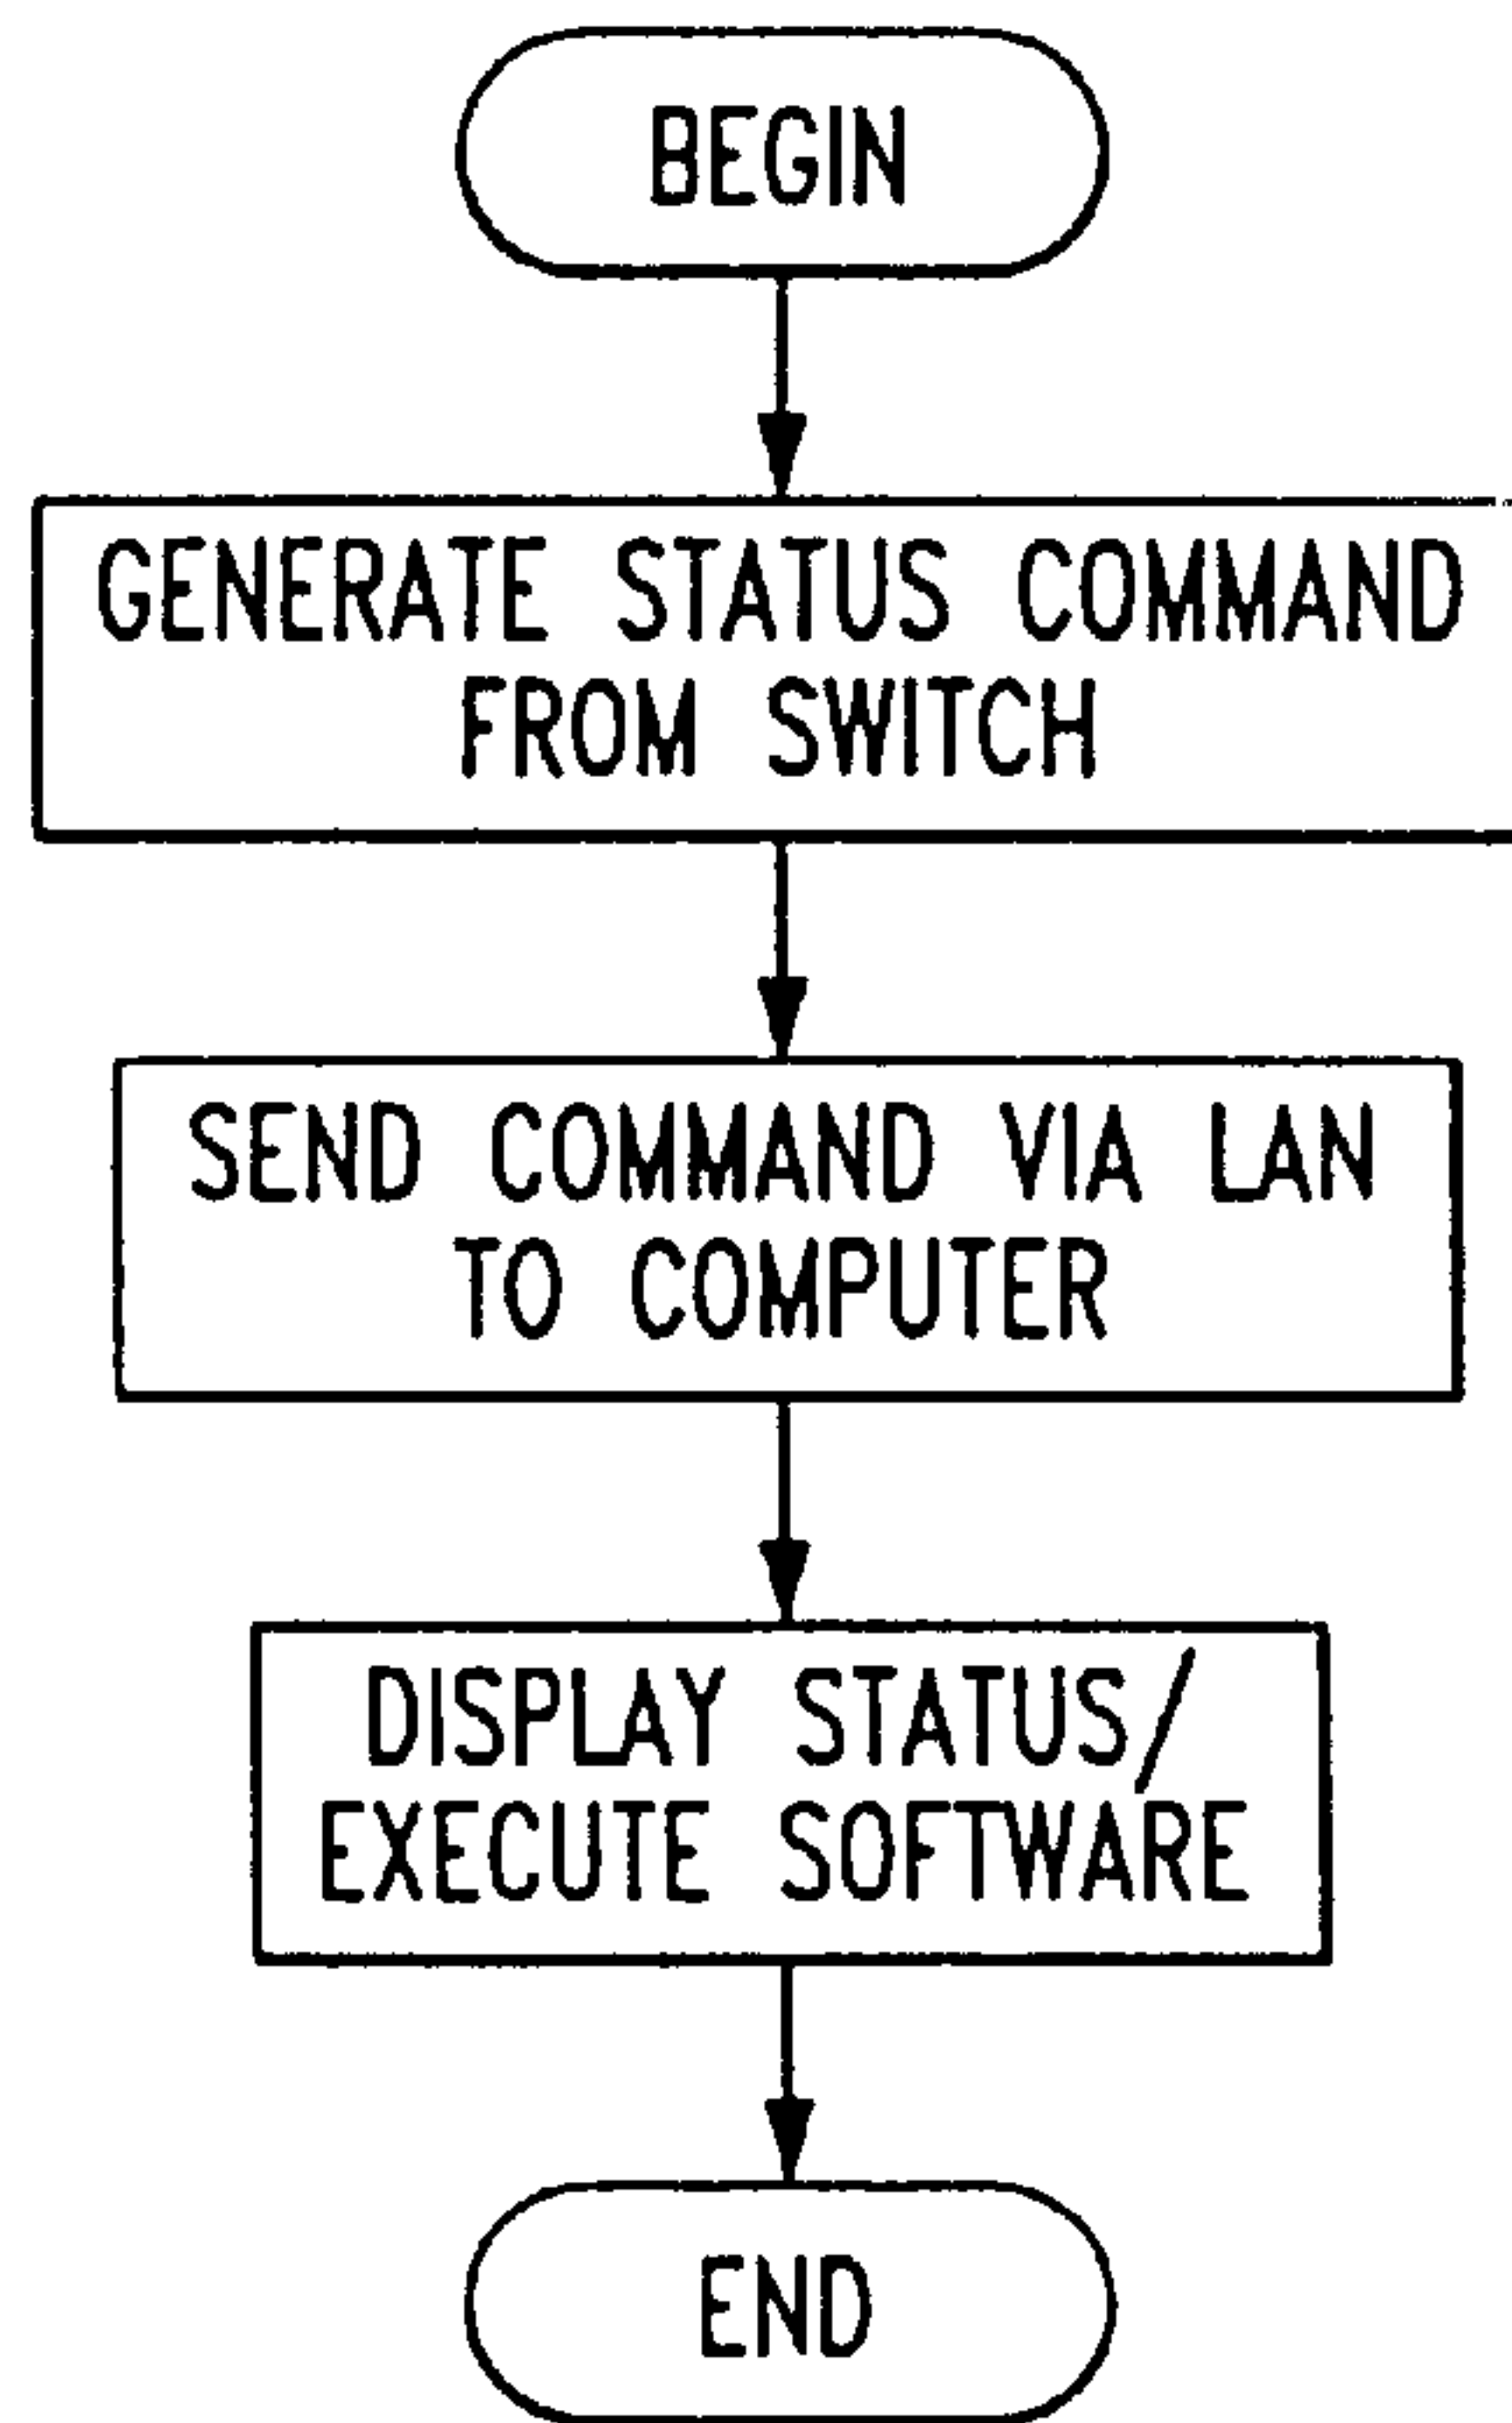 BEGIN
GENERATE STATUS COMMAND
FROM SWITCH
SEND COMMAND VIA LAN
TO COMPUTER
DISPLAY STATUS/
EXECUTE SOFTWARE
END